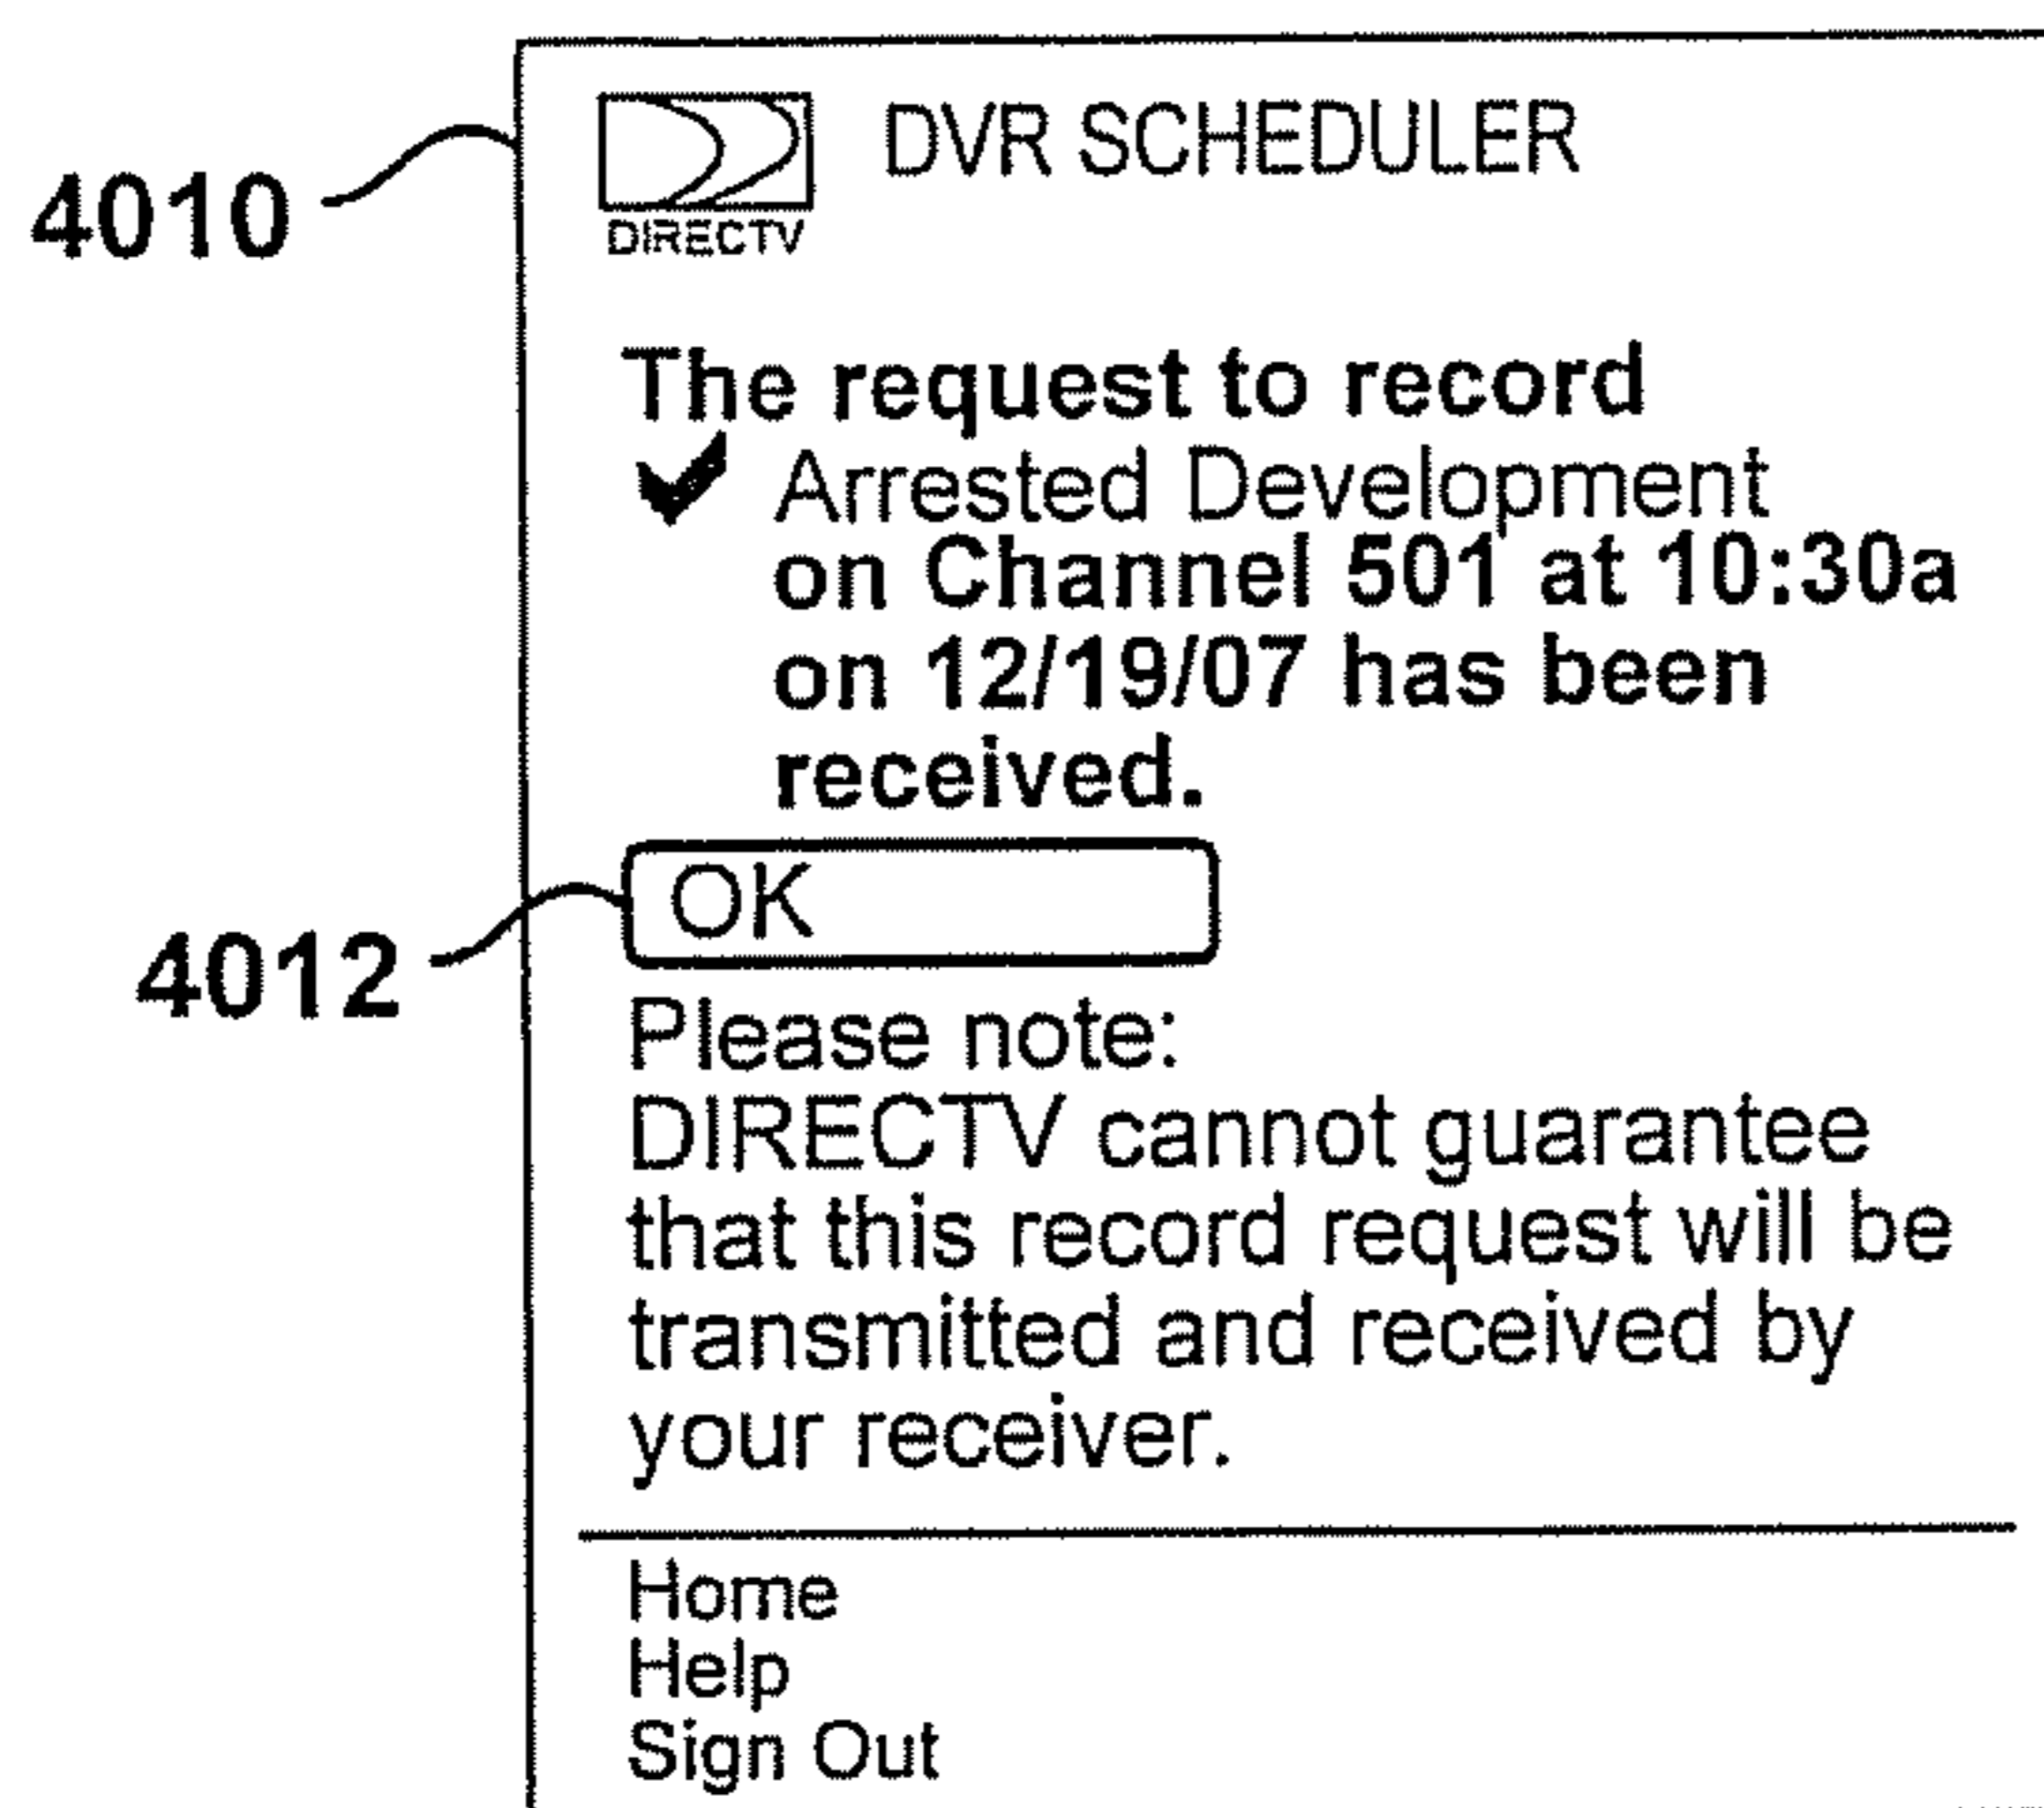 4010
DVR SCHEDULER
DIRECTV
The request to record
Arrested Development
on Channel 501 at 10:30a
on 12/19/07 has been
received.
OK
4012
Please note:
DIRECTV cannot guarantee
that this record request will be
transmitted and received by
your receiver.
Home
Help
Sign Out